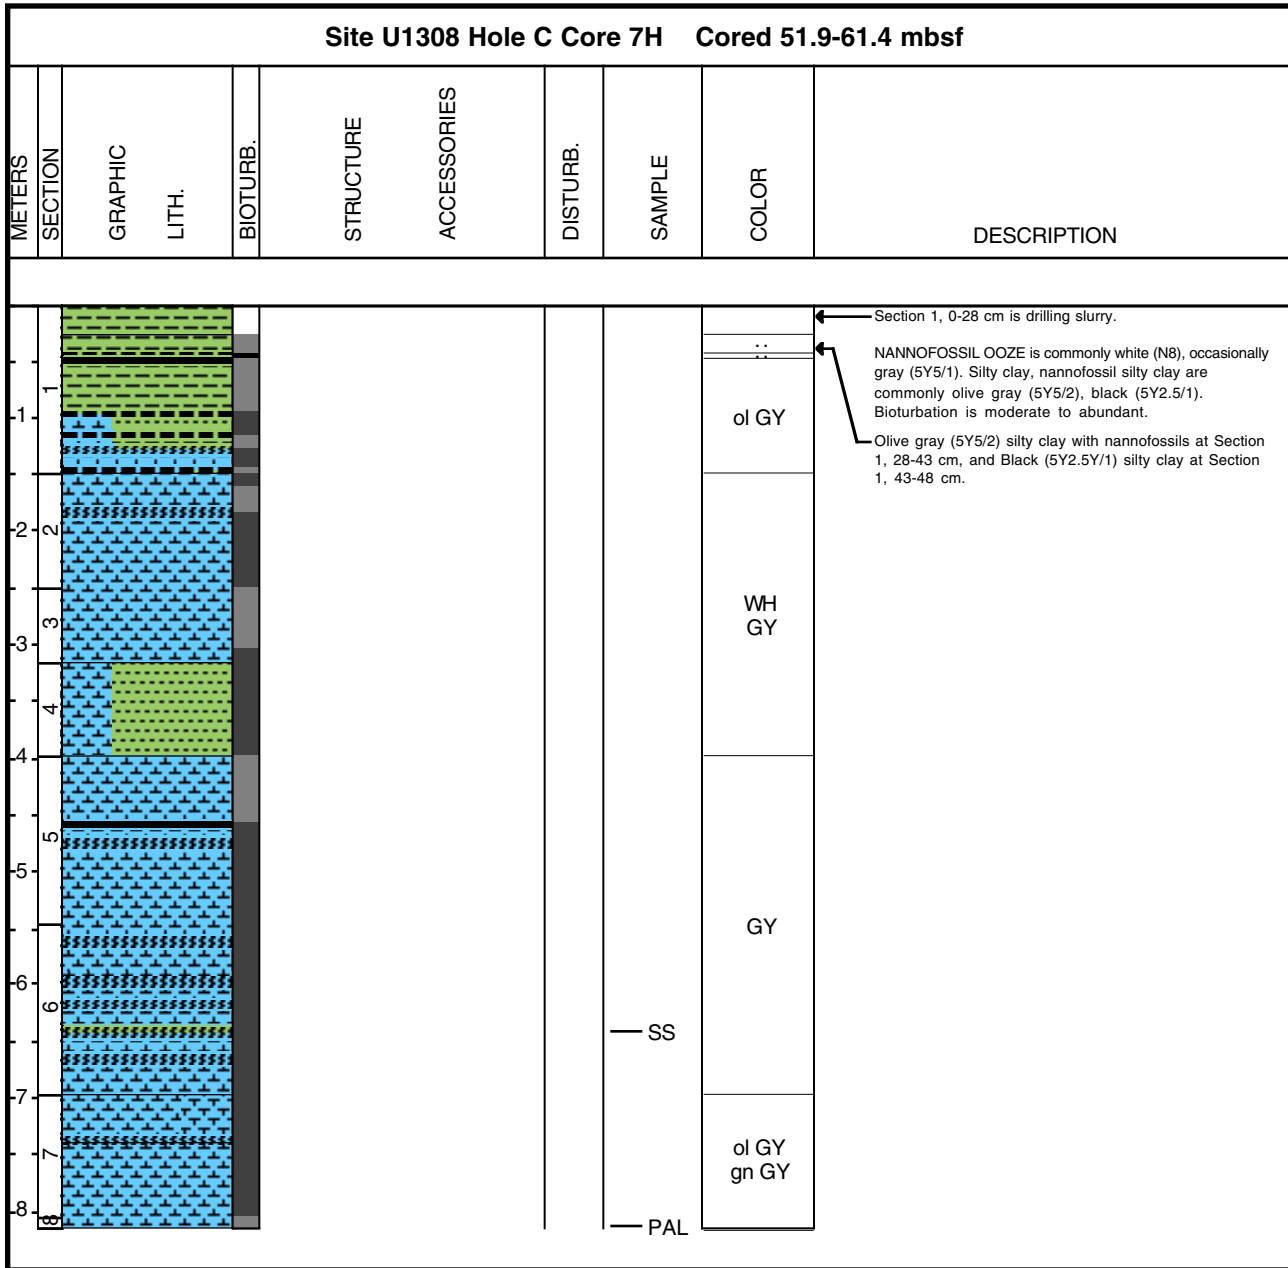 Site U1308 Hole C Core 7H Cored 51.9-61.4 mbsf
METERS
SECTION
GRAPHIC
LITH.
BIOTURB.
STRUCTURE
ACCESSORIES
DISTURB.
SAMPLE
COLOR
DESCRIPTION
Section 1, 0-28 cm is drilling slurry.
NANNOFOSSIL OOZE is commonly white (N8), occasionally
gray (5Y5/1). Silty clay, nannofossil silty clay are
commonly olive gray (5Y5/2), black (5Y2.5/1).
Bioturbation is moderate to abundant.
Olive gray (5Y5/2) silty clay with nannofossils at Section
1, 28-43 cm, and Black (5Y2.5Y/1) silty clay at Section
1, 43-48 cm.
1
1
: :
: :
ol GY
2
2
3
3
WH
GY
4
4
5
5
GY
6
6
SS
7
7
ol GY
gn GY
8
8
PAL